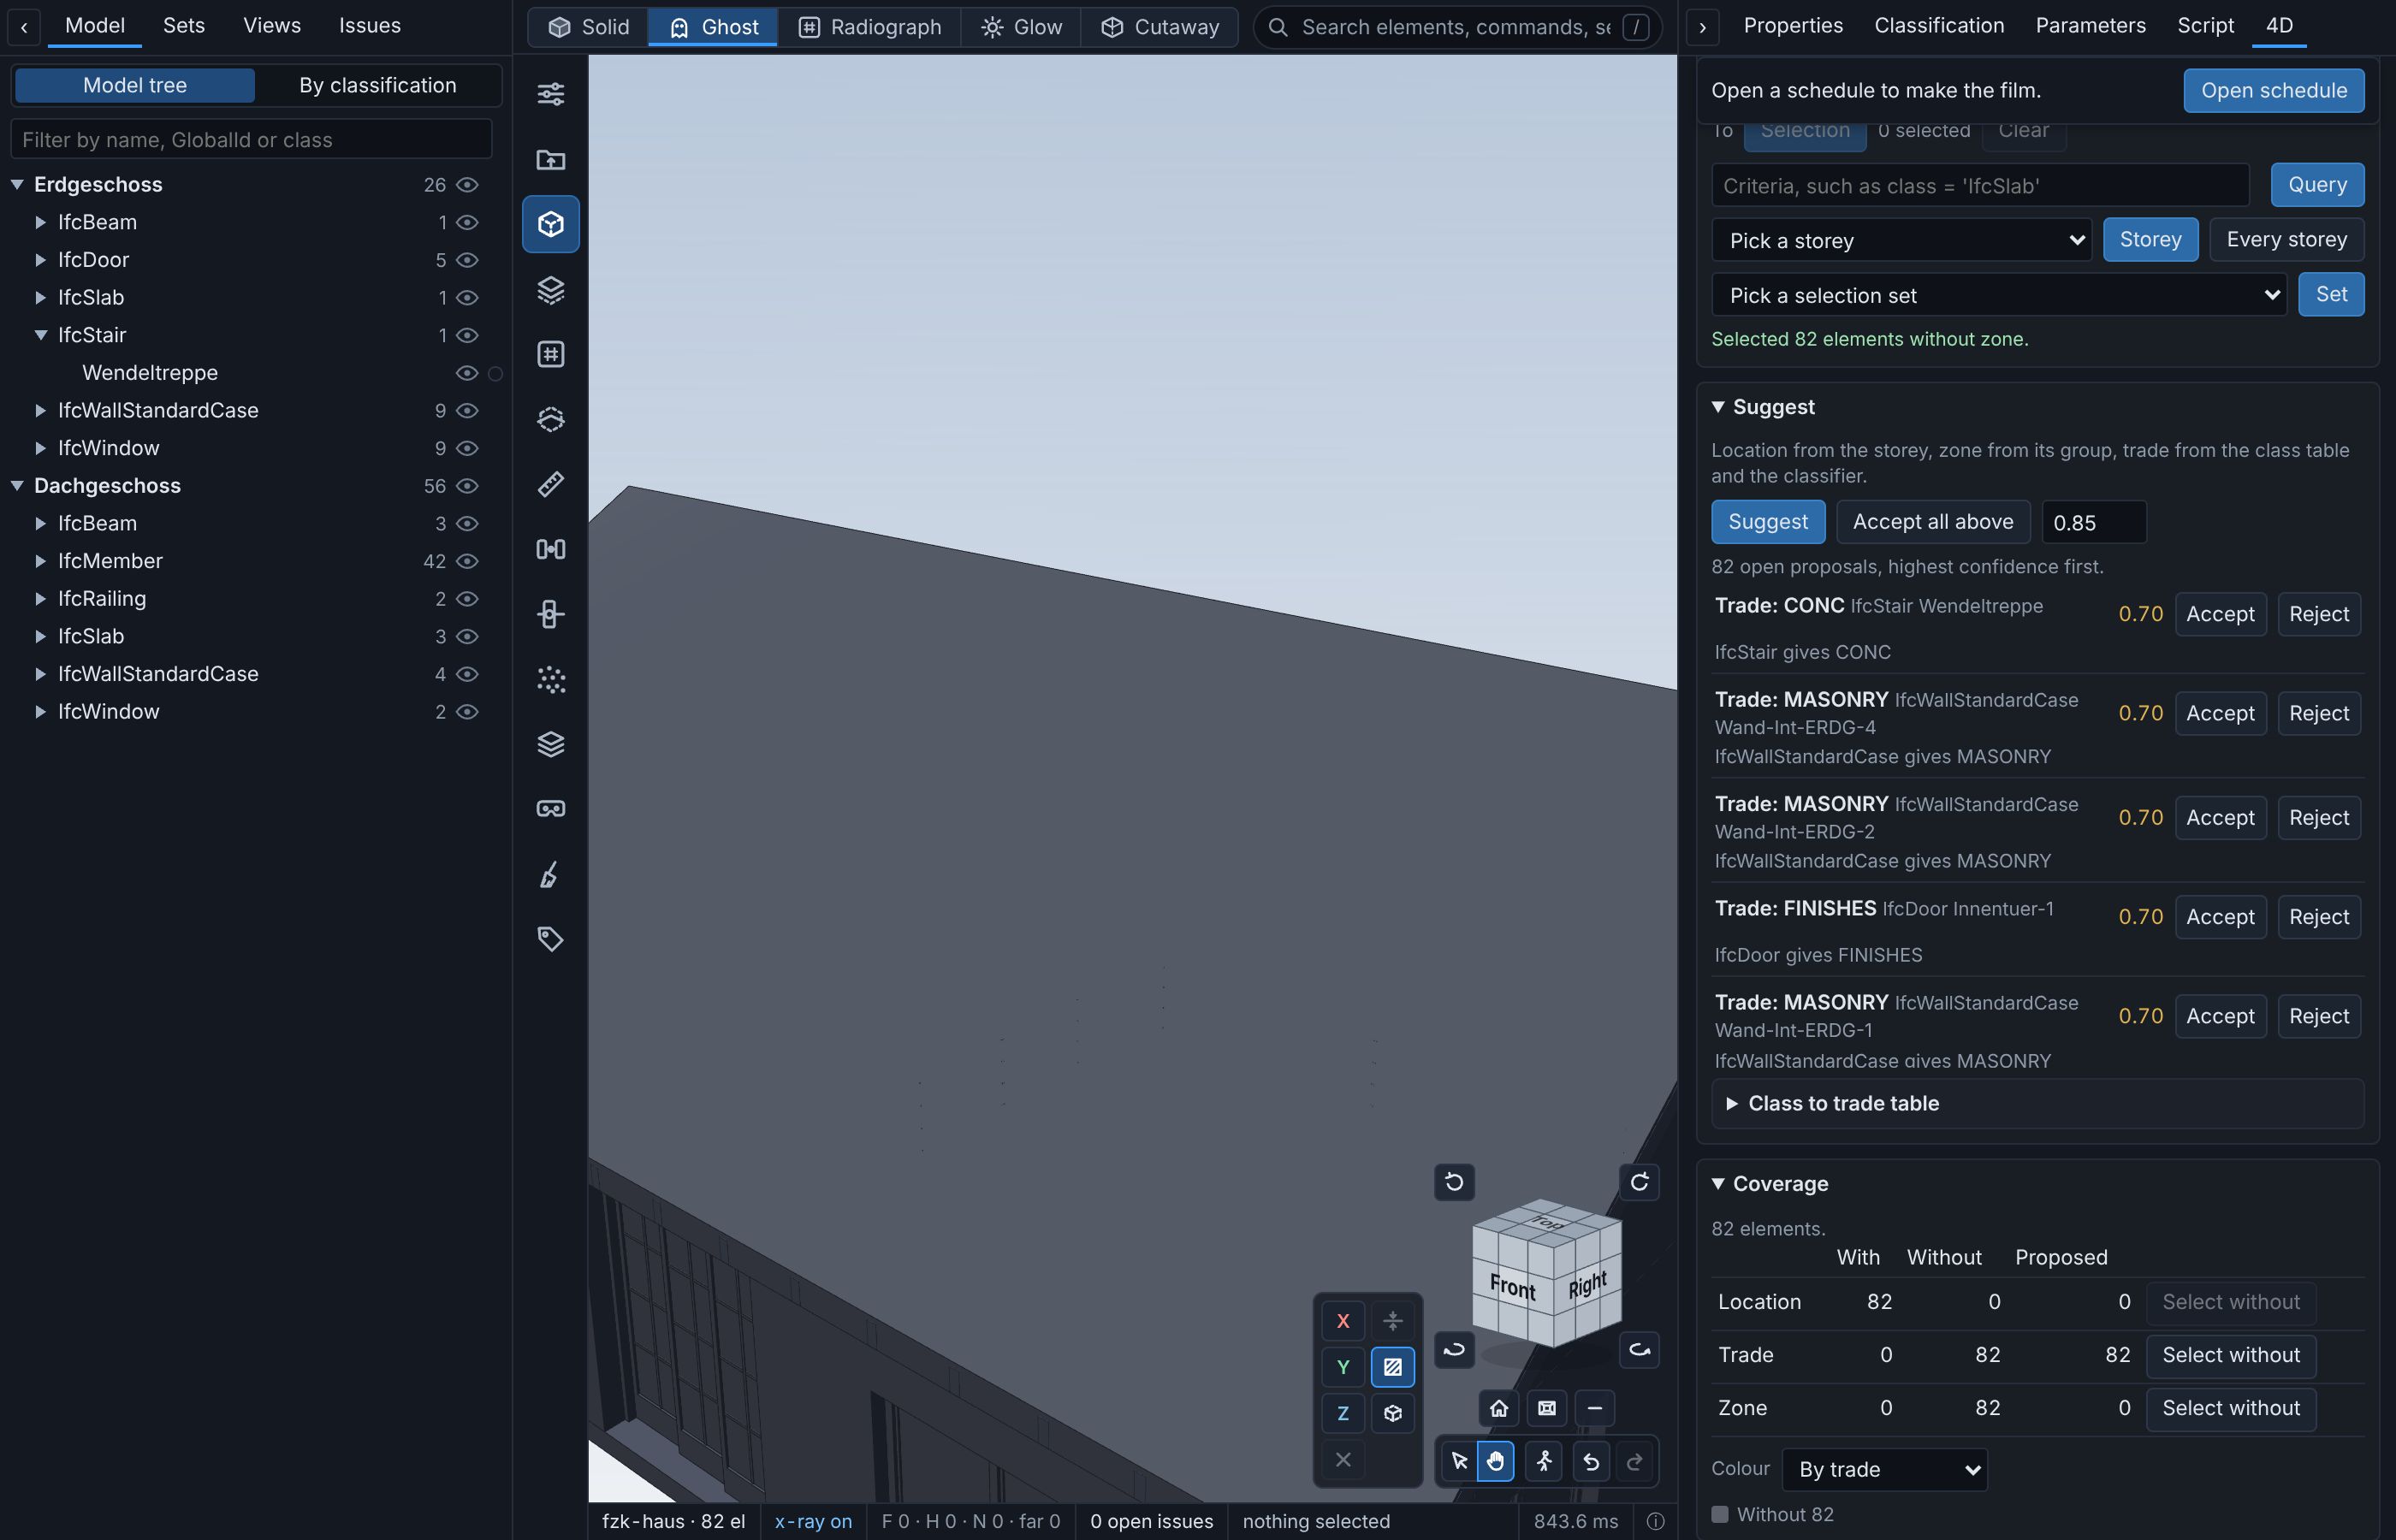 Model Sets Views Issues
Solid Ghost Radiograph Glow Cutaway
Search elements, commands, se /
Properties Classification Parameters Script 4D
Model tree By classification
Filter by name, GlobalId or class
Erdgeschoss 26
IfcBeam 1
IfcDoor 5
IfcSlab 1
IfcStair 1
Wendeltreppe
IfcWallStandardCase 9
IfcWindow 9
Dachgeschoss 56
IfcBeam 3
IfcMember 42
IfcRailing 2
IfcSlab 3
IfcWallStandardCase 4
IfcWindow 2
Top
Front Right
X
Y
Z
fzk-haus · 82 el x-ray on F 0 · H 0 · N 0 · far 0 0 open issues nothing selected 843.6 ms
Open a schedule to make the film. Open schedule
To Selection 0 selected Clear
Criteria, such as class = 'IfcSlab' Query
Pick a storey Storey Every storey
Pick a selection set Set
Selected 82 elements without zone.
Suggest
Location from the storey, zone from its group, trade from the class table
and the classifier.
Suggest Accept all above 0.85
82 open proposals, highest confidence first.
Trade: CONC IfcStair Wendeltreppe 0.70 Accept Reject
IfcStair gives CONC
Trade: MASONRY IfcWallStandardCase
Wand-Int-ERDG-4 0.70 Accept Reject
IfcWallStandardCase gives MASONRY
Trade: MASONRY IfcWallStandardCase
Wand-Int-ERDG-2 0.70 Accept Reject
IfcWallStandardCase gives MASONRY
Trade: FINISHES IfcDoor Innentuer-1 0.70 Accept Reject
IfcDoor gives FINISHES
Trade: MASONRY IfcWallStandardCase
Wand-Int-ERDG-1 0.70 Accept Reject
IfcWallStandardCase gives MASONRY
Class to trade table
Coverage
82 elements.
With Without Proposed
Location 82 0 0 Select without
Trade 0 82 82 Select without
Zone 0 82 0 Select without
Colour By trade
Without 82